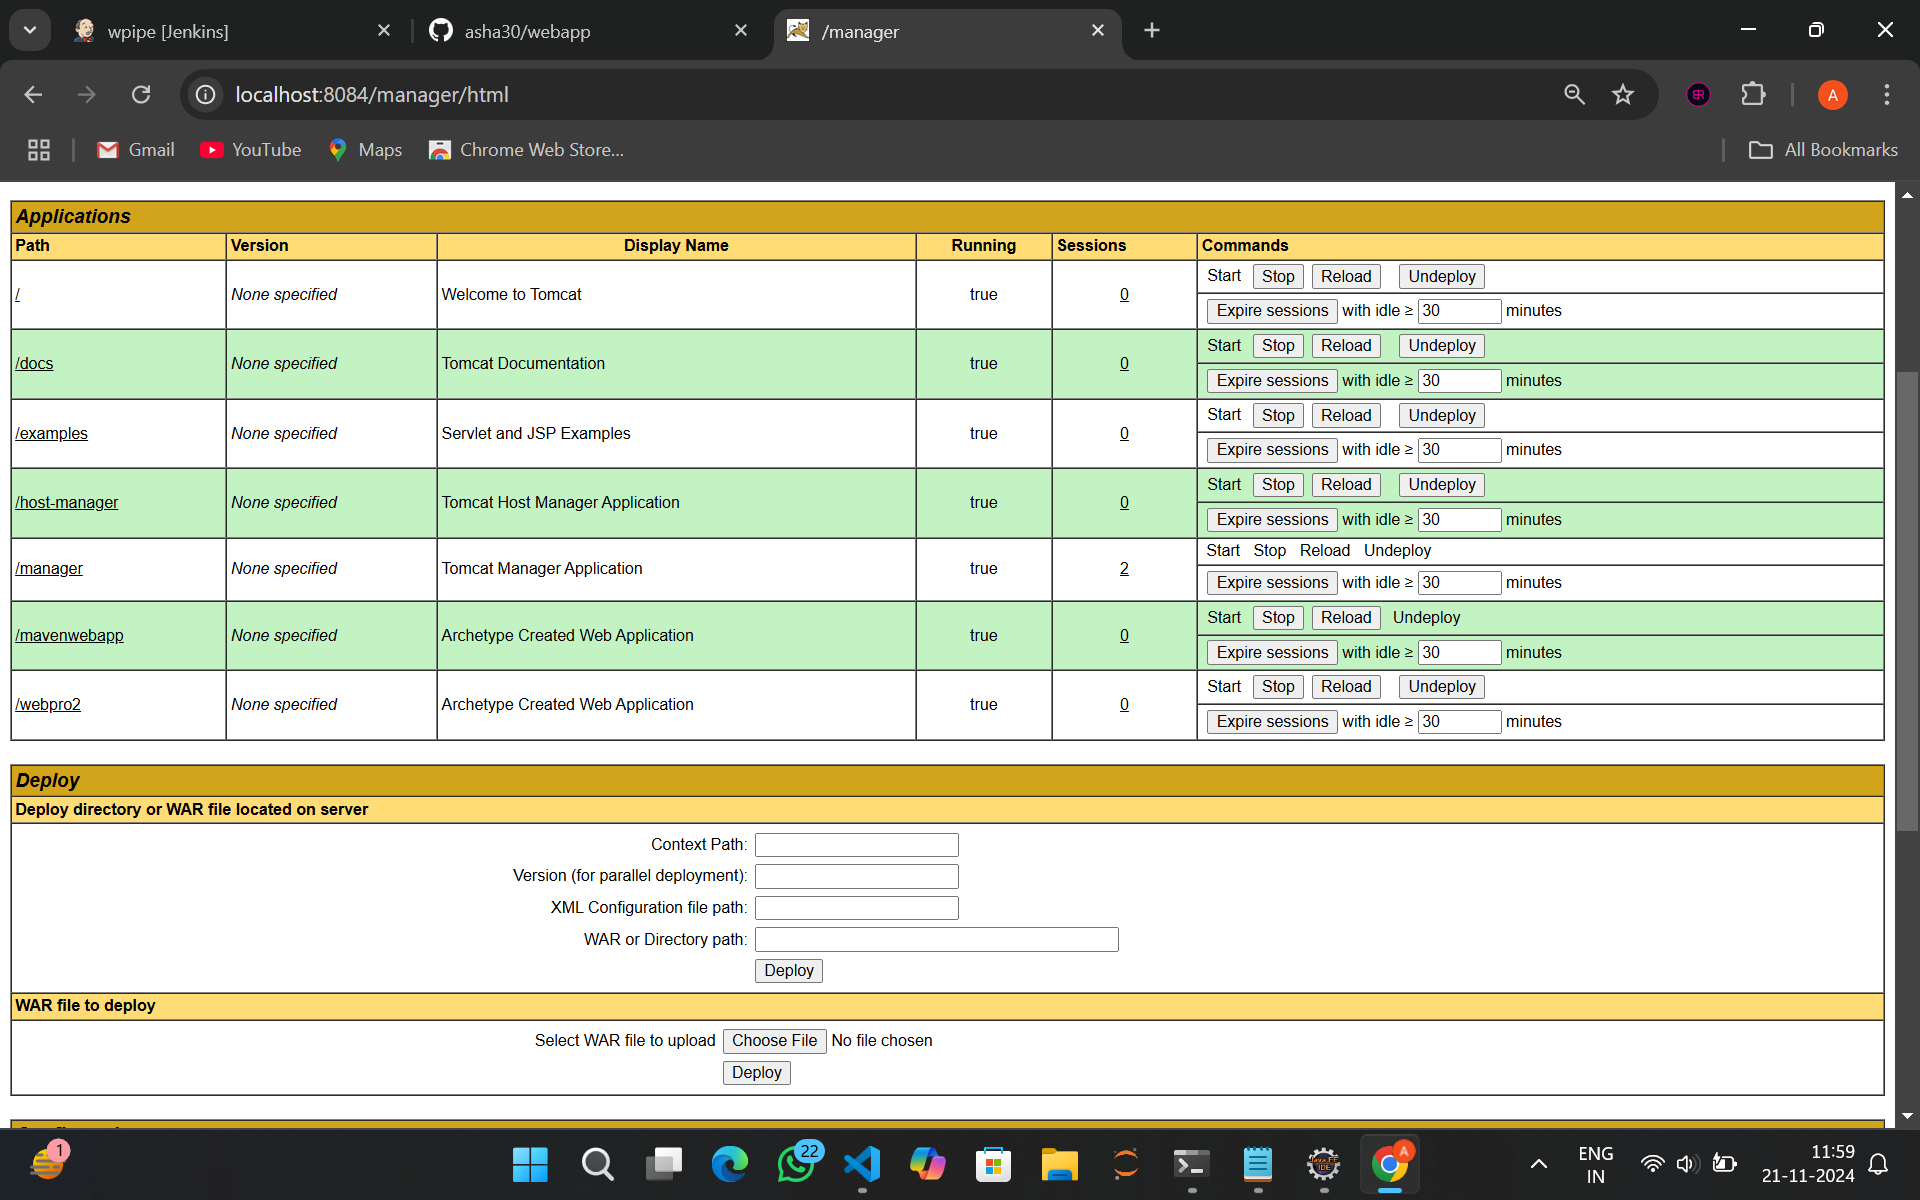 wpipe [Jenkins]
asha30/webapp
/manager
localhost:8084/manager/html
A
Gmail
YouTube
Maps
Chrome Web Store...
All Bookmarks
Applications
Path Version Display Name Running Sessions Commands
/ None specified Welcome to Tomcat true 0 Start Stop Reload Undeploy
Expire sessions with idle ≥ 30 minutes
/docs None specified Tomcat Documentation true 0 Start Stop Reload Undeploy
Expire sessions with idle ≥ 30 minutes
/examples None specified Servlet and JSP Examples true 0 Start Stop Reload Undeploy
Expire sessions with idle ≥ 30 minutes
/host-manager None specified Tomcat Host Manager Application true 0 Start Stop Reload Undeploy
Expire sessions with idle ≥ 30 minutes
/manager None specified Tomcat Manager Application true 2 Start Stop Reload Undeploy
Expire sessions with idle ≥ 30 minutes
/mavenwebapp None specified Archetype Created Web Application true 0 Start Stop Reload Undeploy
Expire sessions with idle ≥ 30 minutes
/webpro2 None specified Archetype Created Web Application true 0 Start Stop Reload Undeploy
Expire sessions with idle ≥ 30 minutes
Deploy
Deploy directory or WAR file located on server
Context Path:
Version (for parallel deployment):
XML Configuration file path:
WAR or Directory path:
Deploy
WAR file to deploy
Select WAR file to upload Choose File No file chosen
Deploy
1
22
A
ENG
IN
11:59
21-11-2024